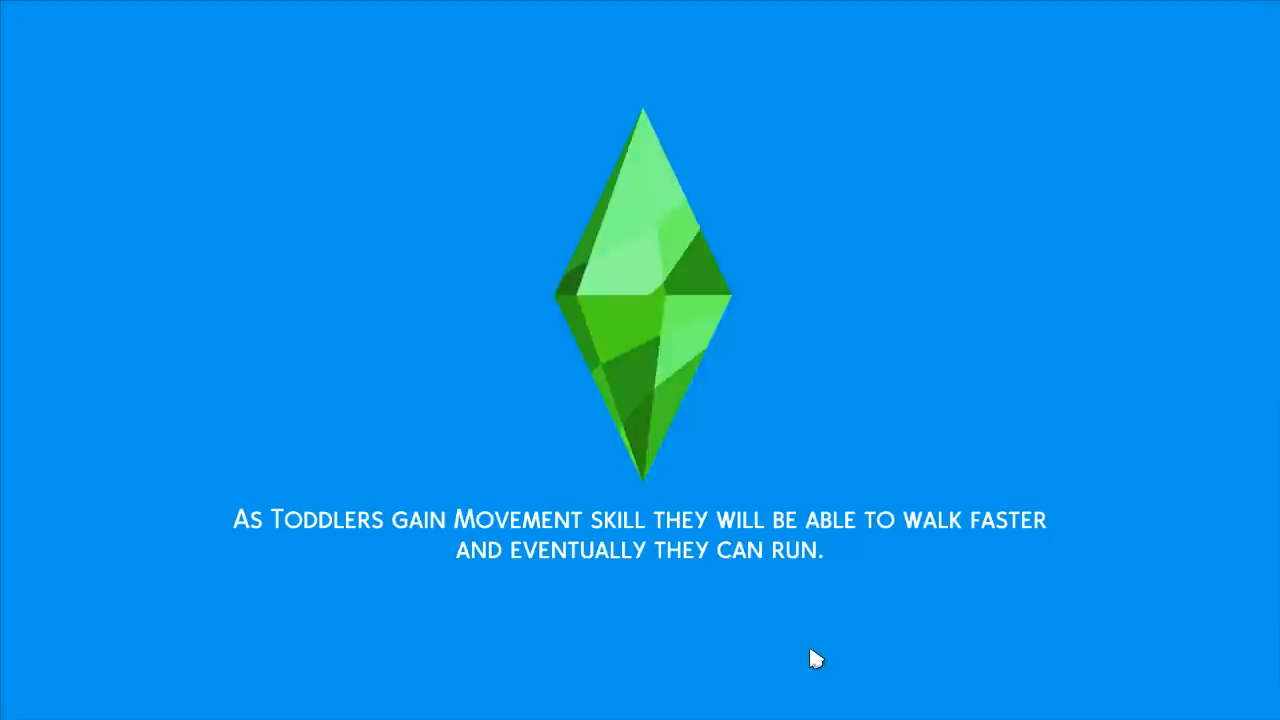 As Toddlers gain Movement skill they will be able to walk faster
and eventually they can run.